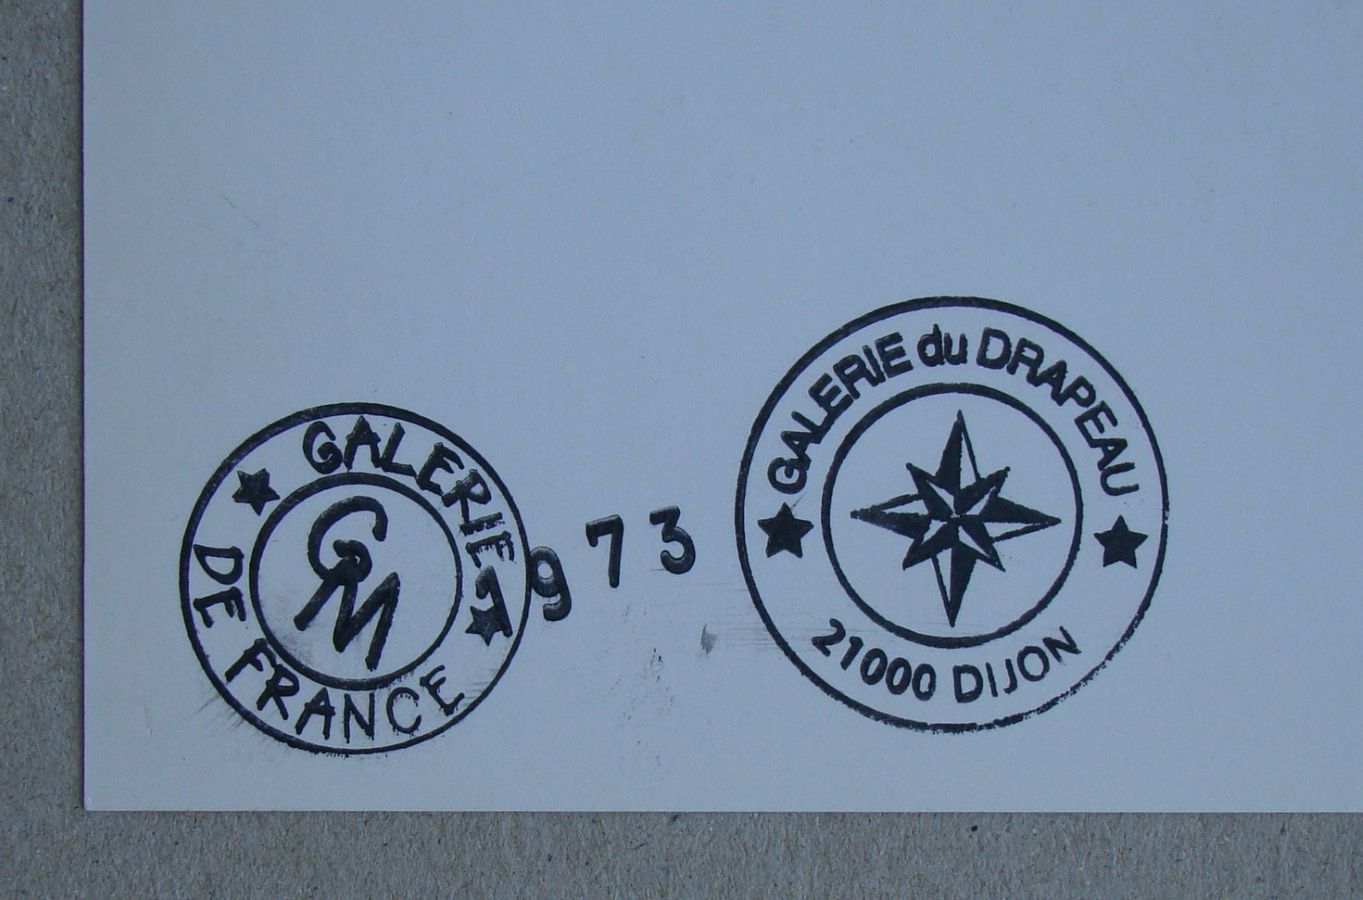 GALERIE
DE FRANCE
GM
1973
GALERIE du DRAPEAU
21000 DIJON